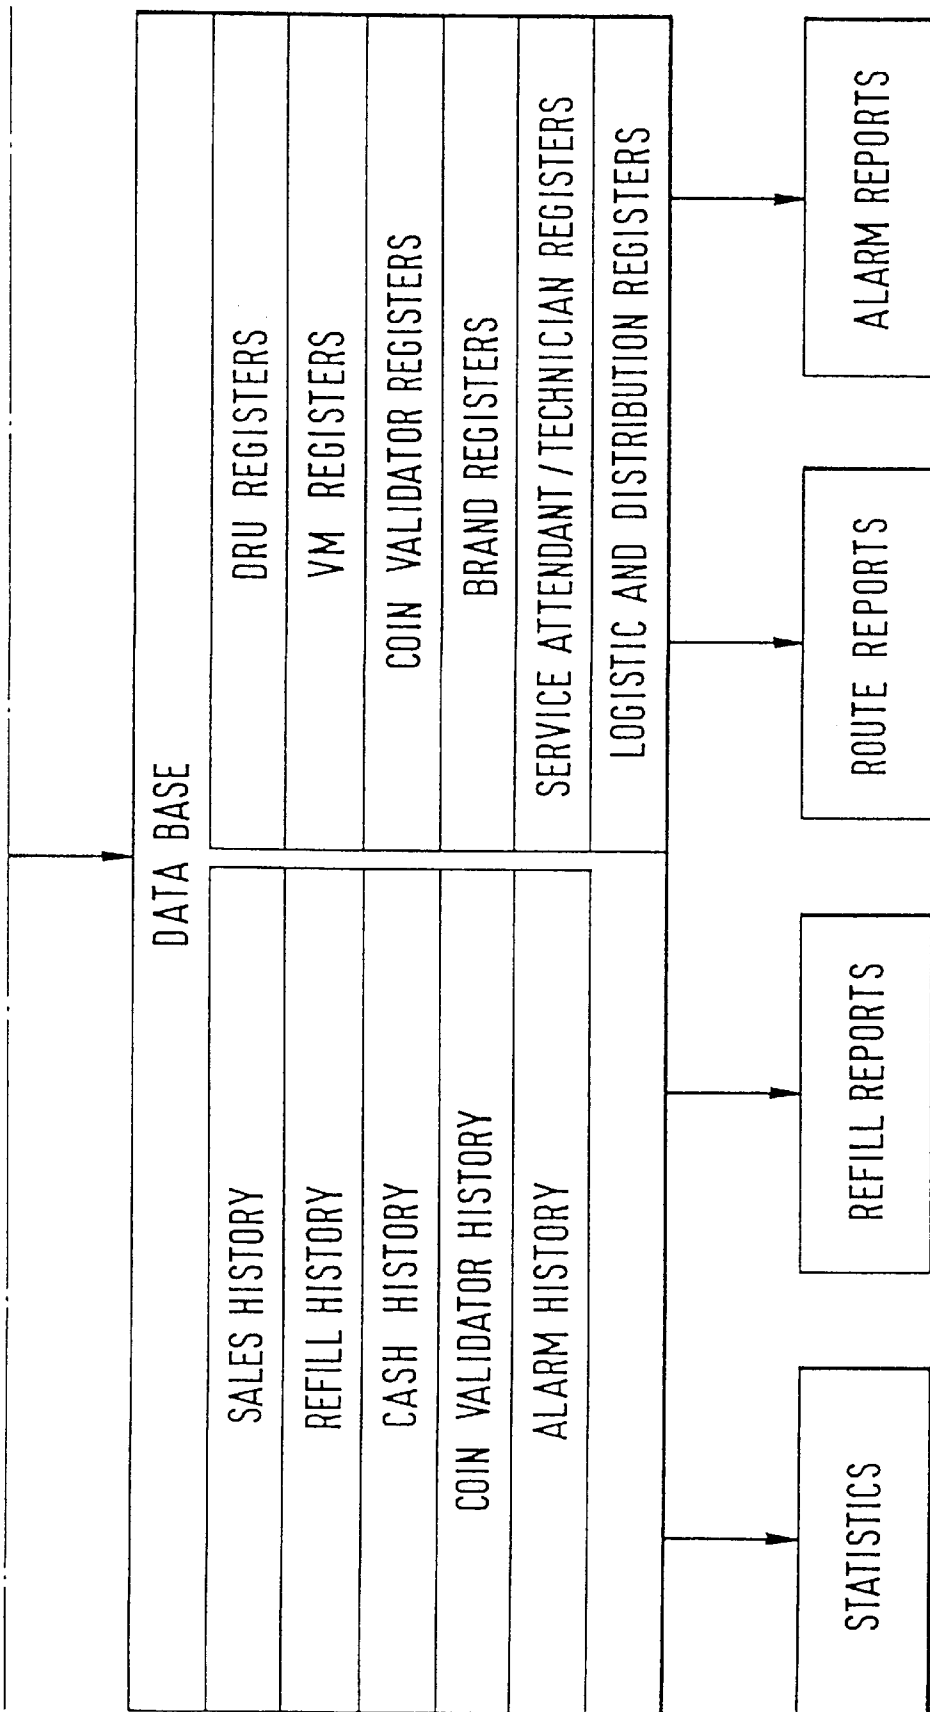 DATA BASE
SALES HISTORY
REFILL HISTORY
CASH HISTORY
COIN VALIDATOR HISTORY
ALARM HISTORY
DRU REGISTERS
VM REGISTERS
COIN VALIDATOR REGISTERS
BRAND REGISTERS
SERVICE ATTENDANT/TECHNICIAN REGISTERS
LOGISTIC AND DISTRIBUTION REGISTERS
STATISTICS
REFILL REPORTS
ROUTE REPORTS
ALARM REPORTS